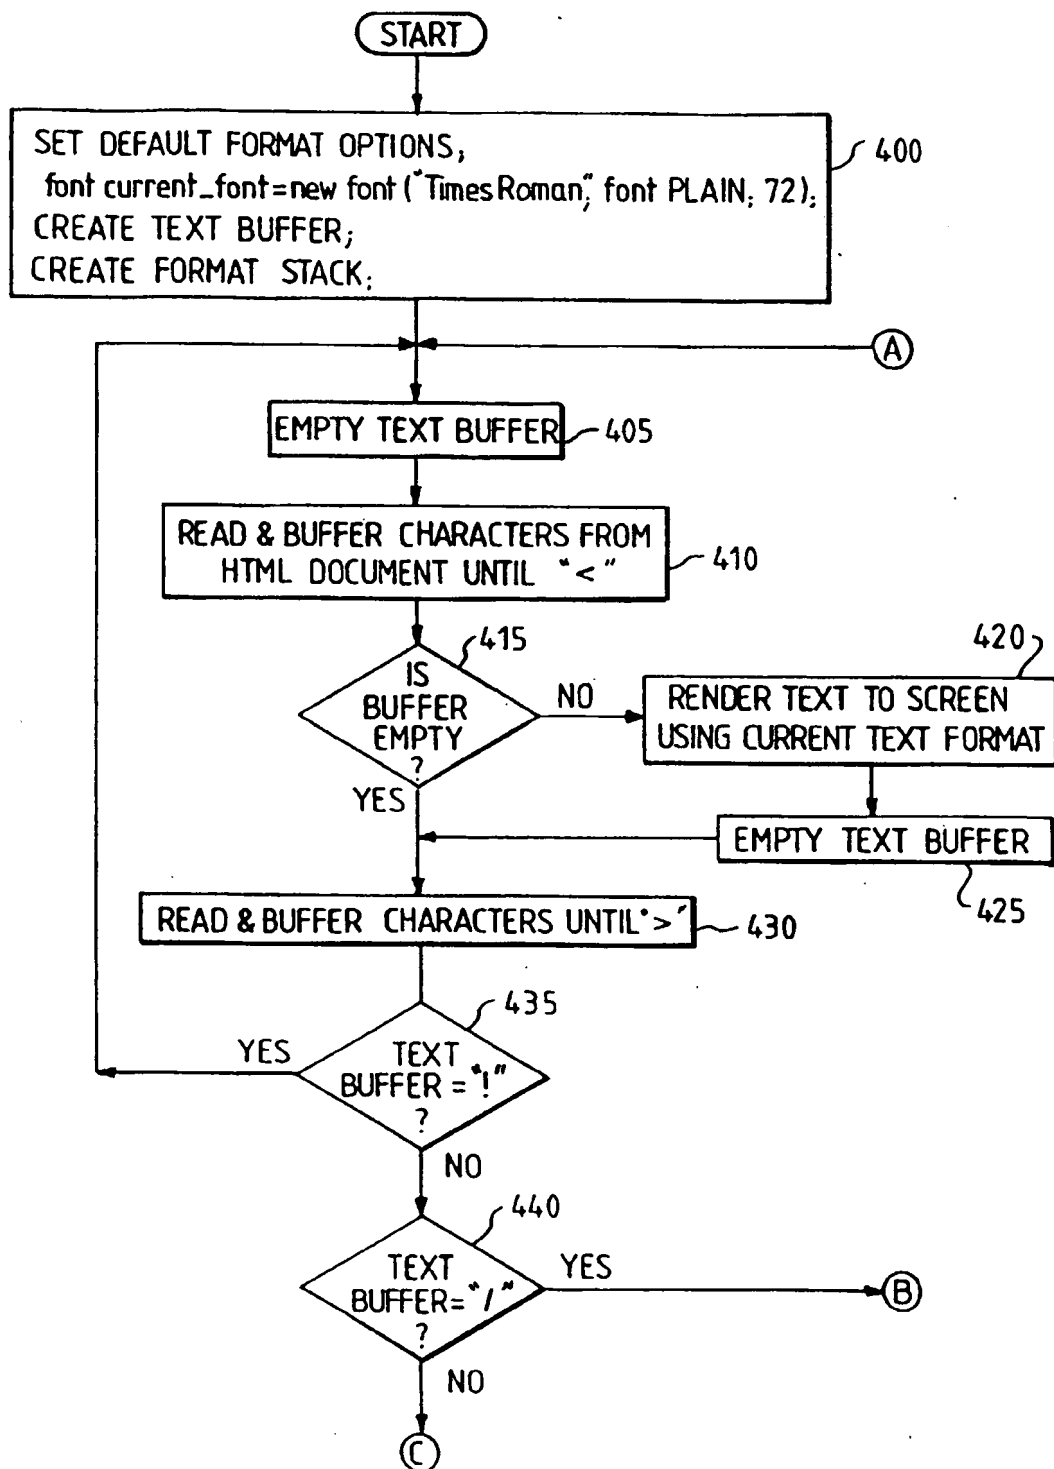 START
SET DEFAULT FORMAT OPTIONS;
font current_font=new font ("Times Roman", font PLAIN; 72);
CREATE TEXT BUFFER;
CREATE FORMAT STACK;
400
A
EMPTY TEXT BUFFER
405
READ & BUFFER CHARACTERS FROM
HTML DOCUMENT UNTIL "<"
410
415
IS
BUFFER
EMPTY
?
NO
YES
420
RENDER TEXT TO SCREEN
USING CURRENT TEXT FORMAT
EMPTY TEXT BUFFER
425
READ & BUFFER CHARACTERS UNTIL ">"
430
435
YES
TEXT
BUFFER = "!"
?
NO
440
TEXT
BUFFER= "/"
?
YES
B
NO
C